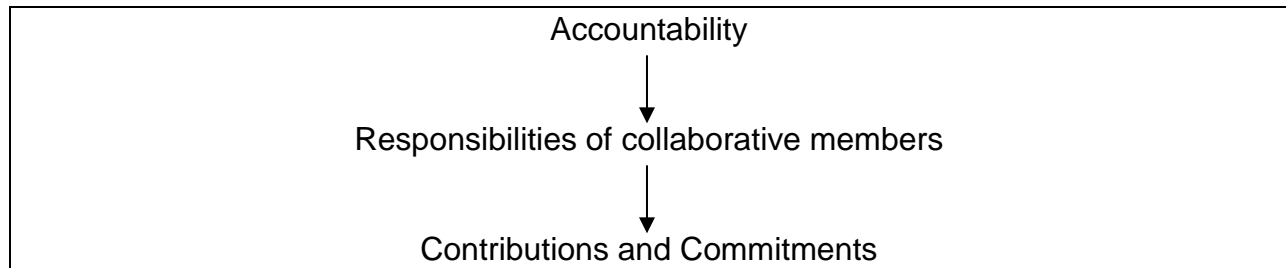 Accountability
Responsibilities of collaborative members
Contributions and Commitments